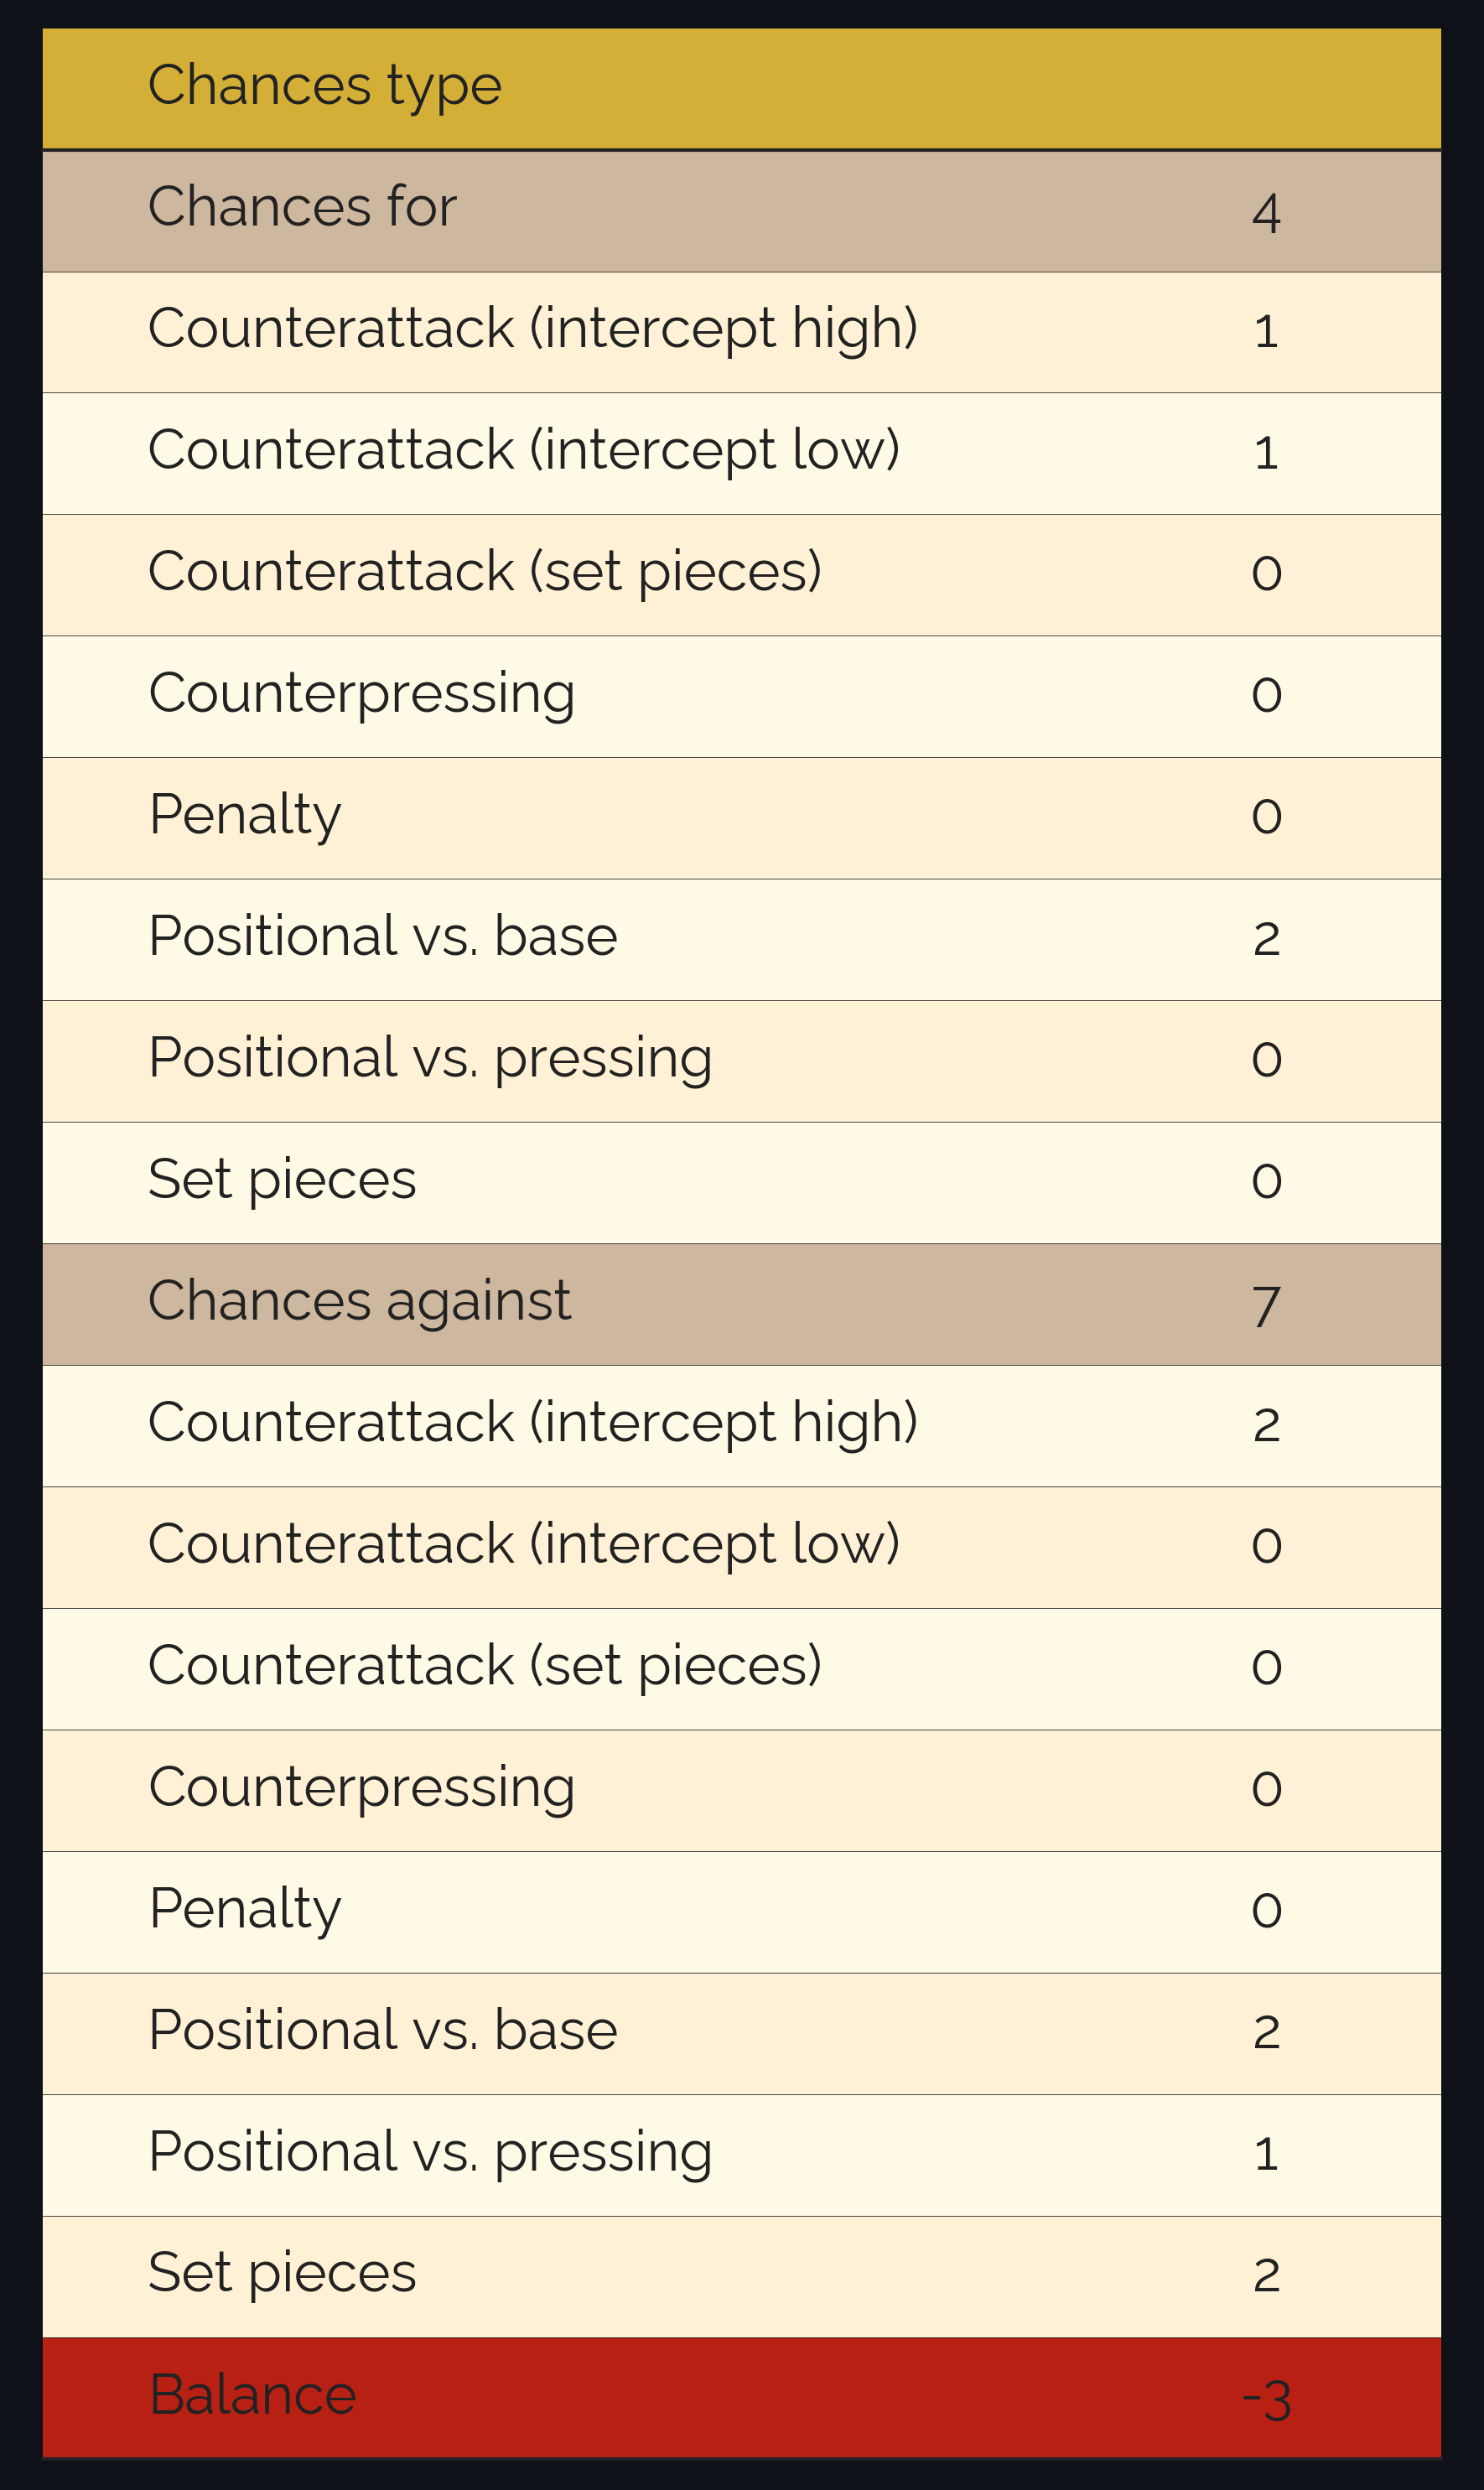 Chances type
Chances for 4
Counterattack (intercept high) 1
Counterattack (intercept low) 1
Counterattack (set pieces) 0
Counterpressing 0
Penalty 0
Positional vs. base 2
Positional vs. pressing 0
Set pieces 0
Chances against 7
Counterattack (intercept high) 2
Counterattack (intercept low) 0
Counterattack (set pieces) 0
Counterpressing 0
Penalty 0
Positional vs. base 2
Positional vs. pressing 1
Set pieces 2
Balance -3